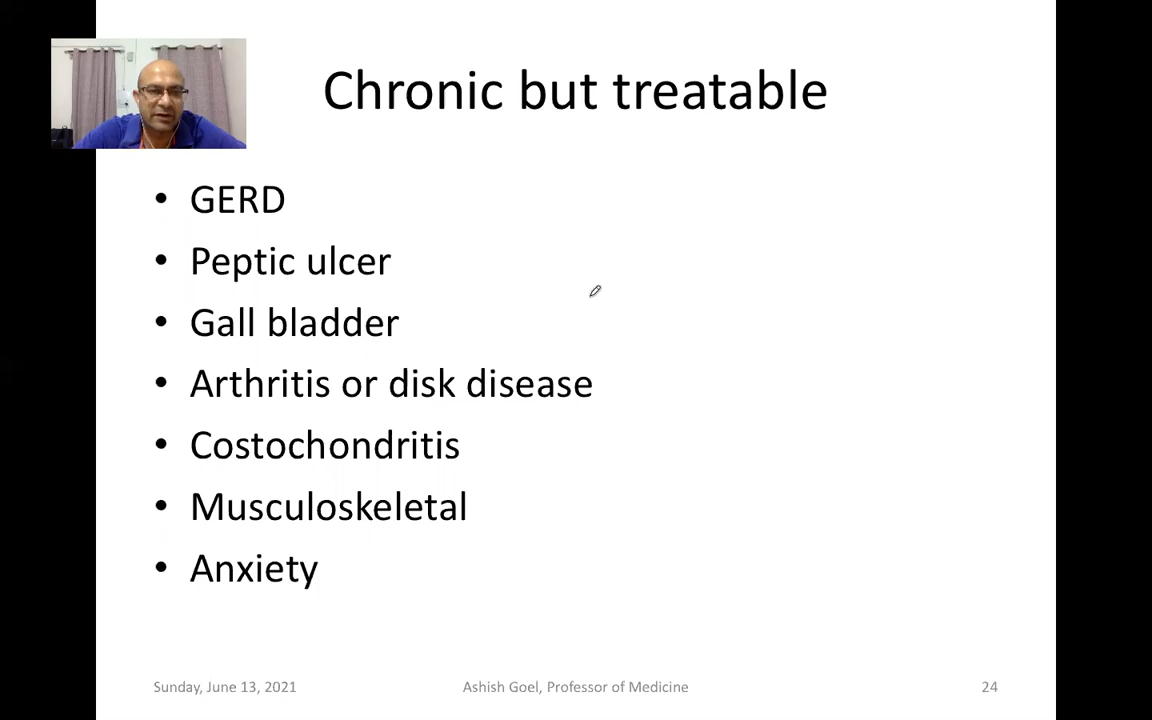 Chronic but treatable
• GERD
• Peptic ulcer
• Gall bladder
• Arthritis or disk disease
• Costochondritis
• Musculoskeletal
• Anxiety
Sunday, June 13, 2021
Ashish Goel, Professor of Medicine
24